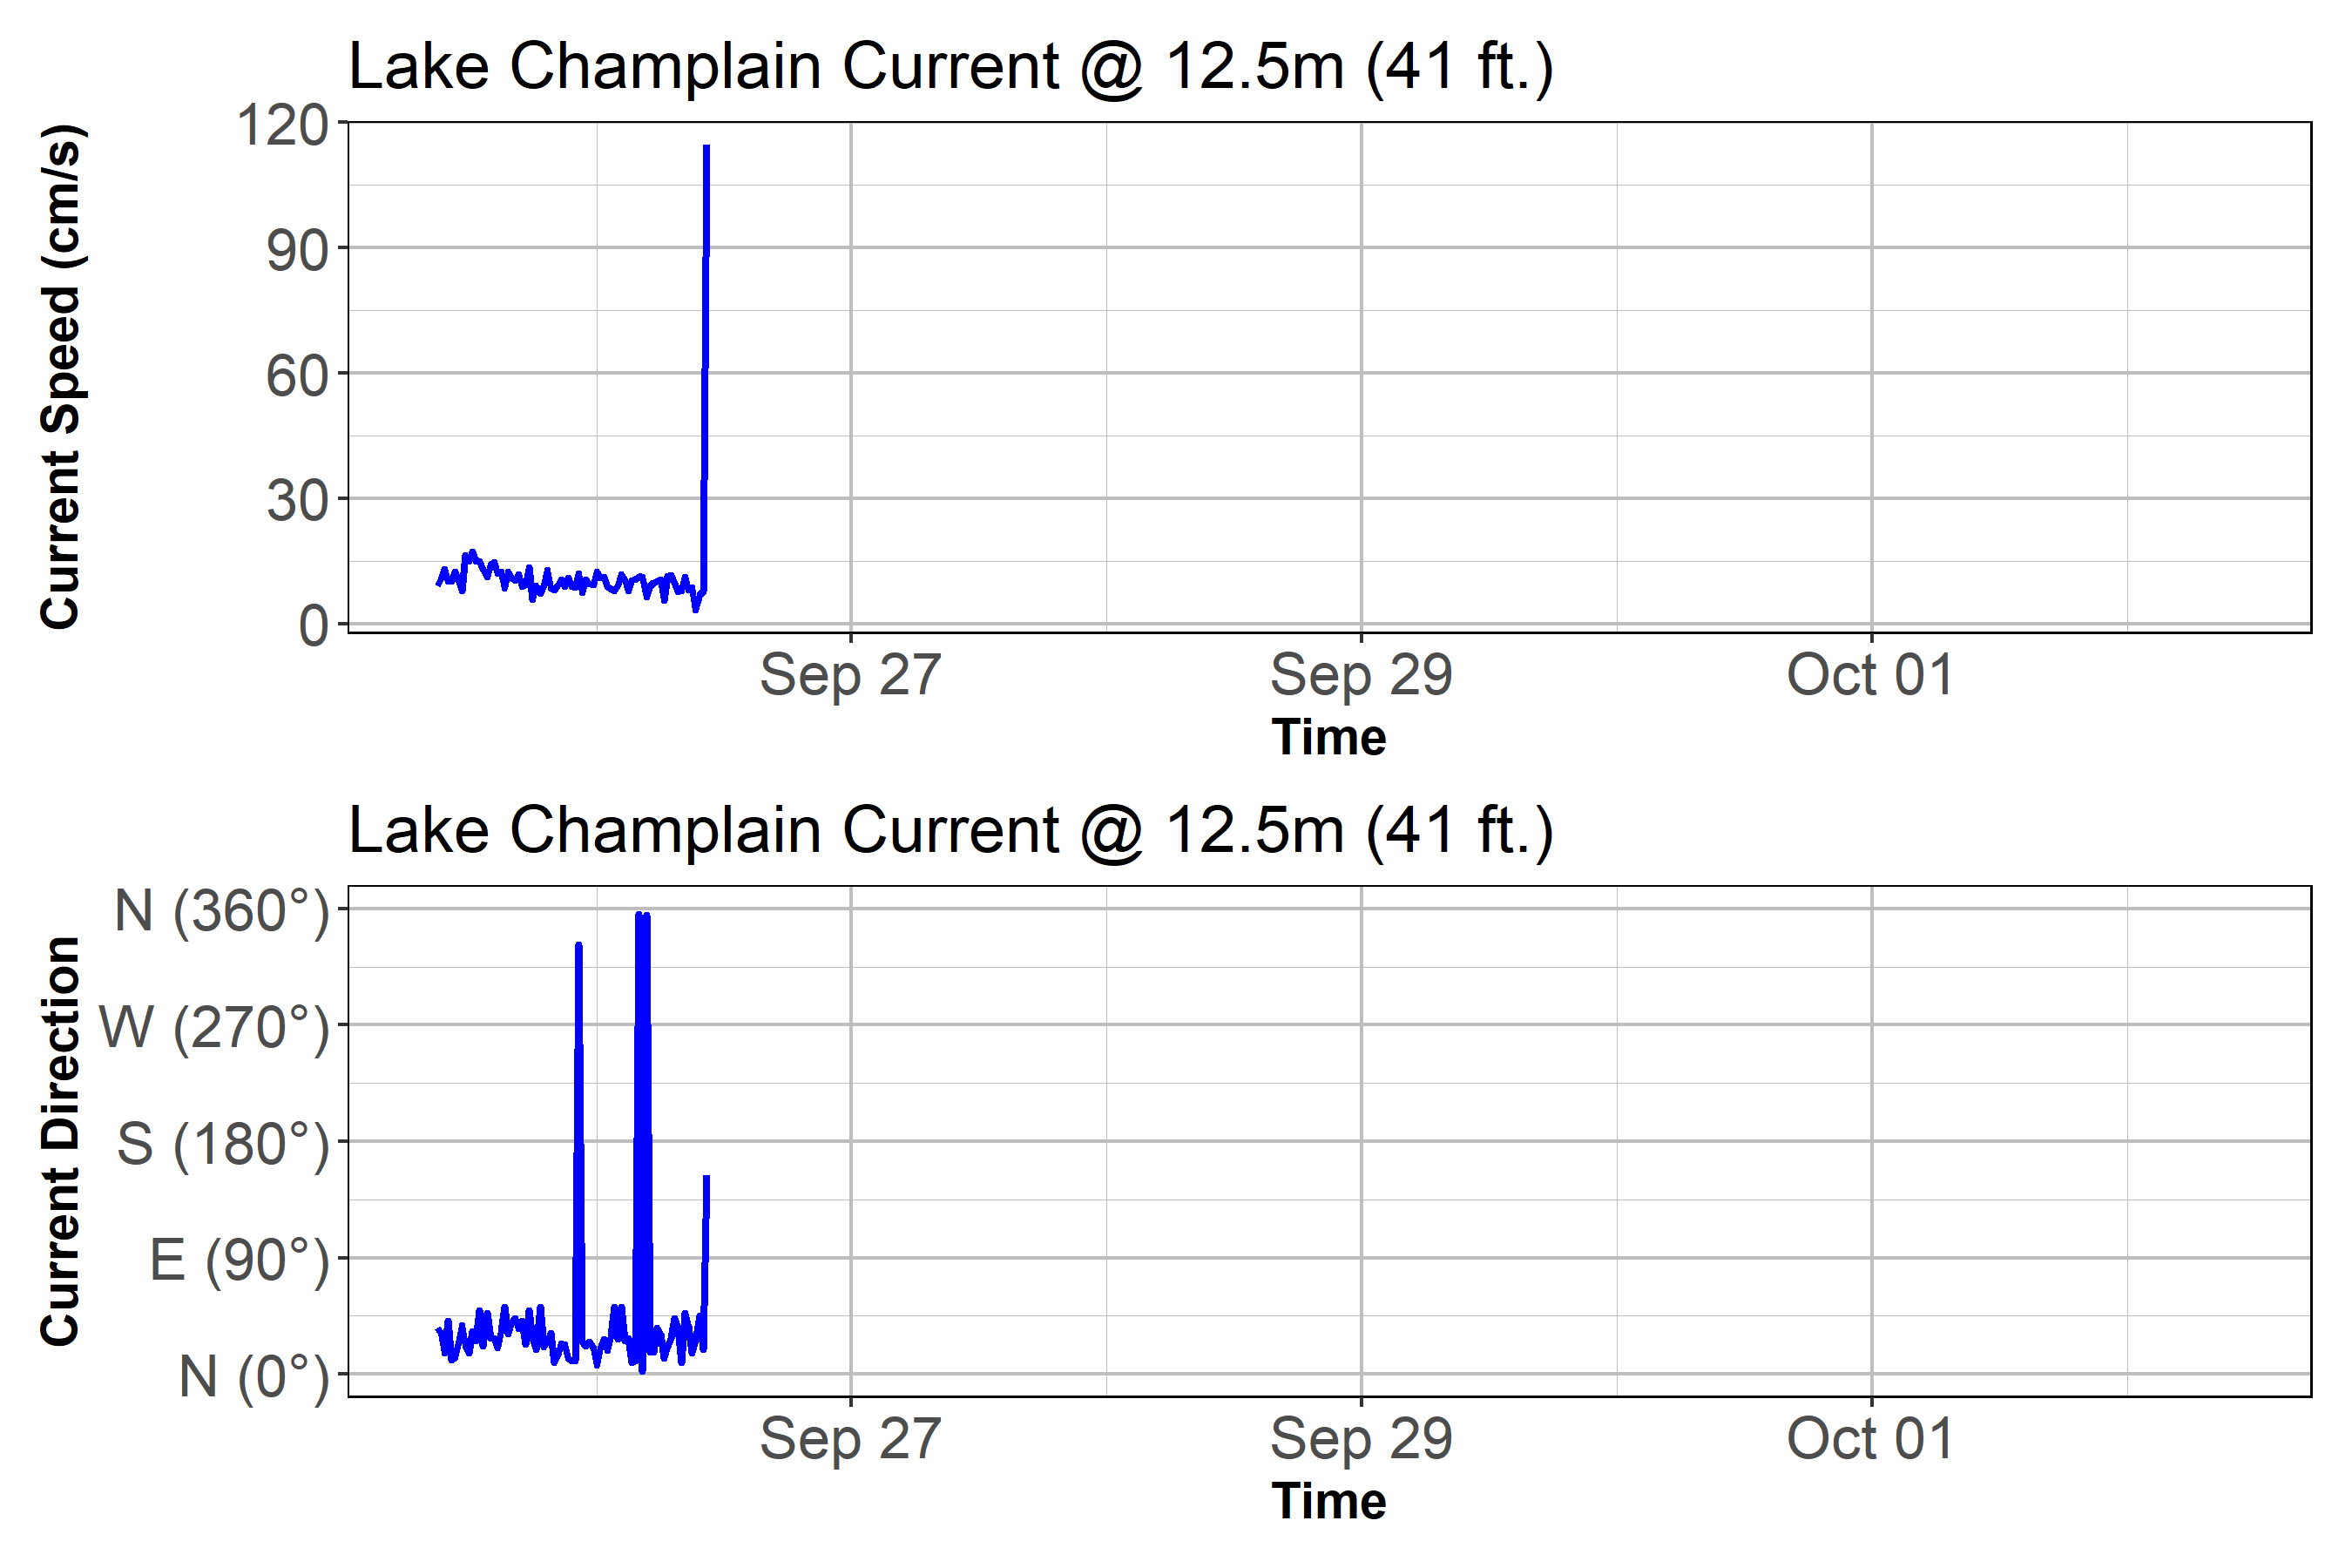 Lake Champlain Current @ 12.5m (41 ft.)
Current Speed (cm/s)
120
90
60
30
0
Sep 27 Sep 29 Oct 01
Time
Lake Champlain Current @ 12.5m (41 ft.)
Current Direction
N (360°)
W (270°)
S (180°)
E (90°)
N (0°)
Sep 27 Sep 29 Oct 01
Time